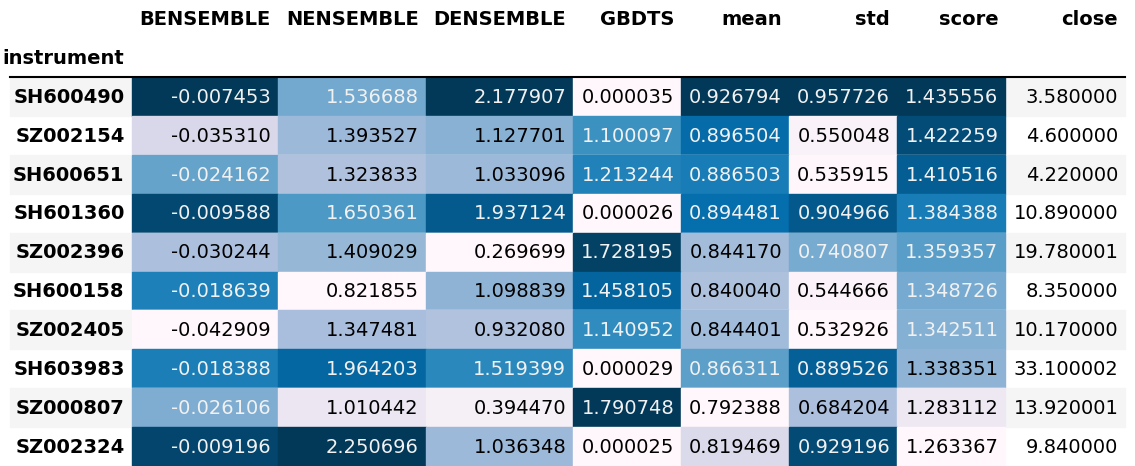 BENSEMBLE NENSEMBLE DENSEMBLE GBDTS mean std score close
instrument
SH600490 -0.007453 1.536688 2.177907 0.000035 0.926794 0.957726 1.435556 3.580000
SZ002154 -0.035310 1.393527 1.127701 1.100097 0.896504 0.550048 1.422259 4.600000
SH600651 -0.024162 1.323833 1.033096 1.213244 0.886503 0.535915 1.410516 4.220000
SH601360 -0.009588 1.650361 1.937124 0.000026 0.894481 0.904966 1.384388 10.890000
SZ002396 -0.030244 1.409029 0.269699 1.728195 0.844170 0.740807 1.359357 19.780001
SH600158 -0.018639 0.821855 1.098839 1.458105 0.840040 0.544666 1.348726 8.350000
SZ002405 -0.042909 1.347481 0.932080 1.140952 0.844401 0.532926 1.342511 10.170000
SH603983 -0.018388 1.964203 1.519399 0.000029 0.866311 0.889526 1.338351 33.100002
SZ000807 -0.026106 1.010442 0.394470 1.790748 0.792388 0.684204 1.283112 13.920001
SZ002324 -0.009196 2.250696 1.036348 0.000025 0.819469 0.929196 1.263367 9.840000